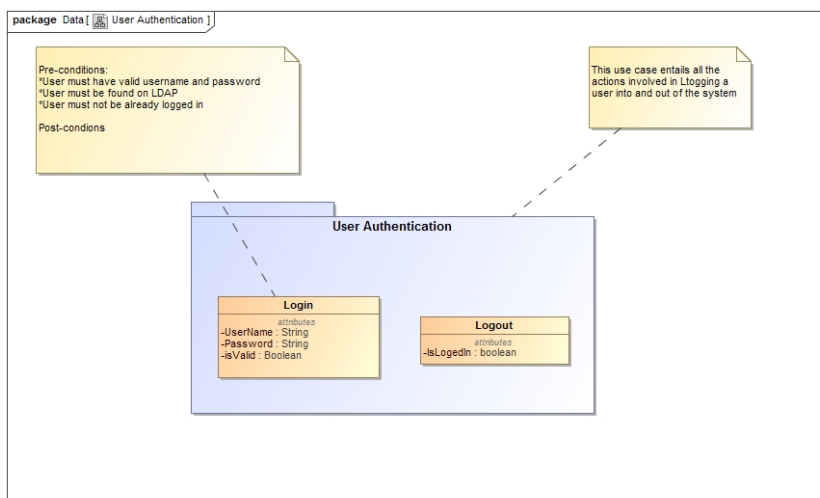 package Data [ User Authentication ]
Pre-conditions:
*User must have valid username and password
*User must be found on LDAP
*User must not be already logged in
Post-condions
This use case entails all the
actions involved in Ltogging a
user into and out of the system
User Authentication
Login
attributes
-UserName : String
-Password : String
-isValid : Boolean
Logout
attributes
-IsLogedIn : boolean